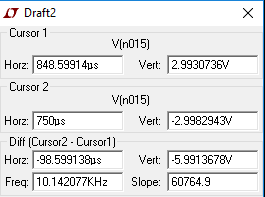 Draft2
Cursor 1
V(n015)
Horz: 848.59914µs Vert: 2.9930736V
Cursor 2
V(n015)
Horz: 750µs Vert: -2.9982943V
Diff (Cursor2 - Cursor1)
Horz: -98.599138µs Vert: -5.9913678V
Freq: 10.142077KHz Slope: 60764.9